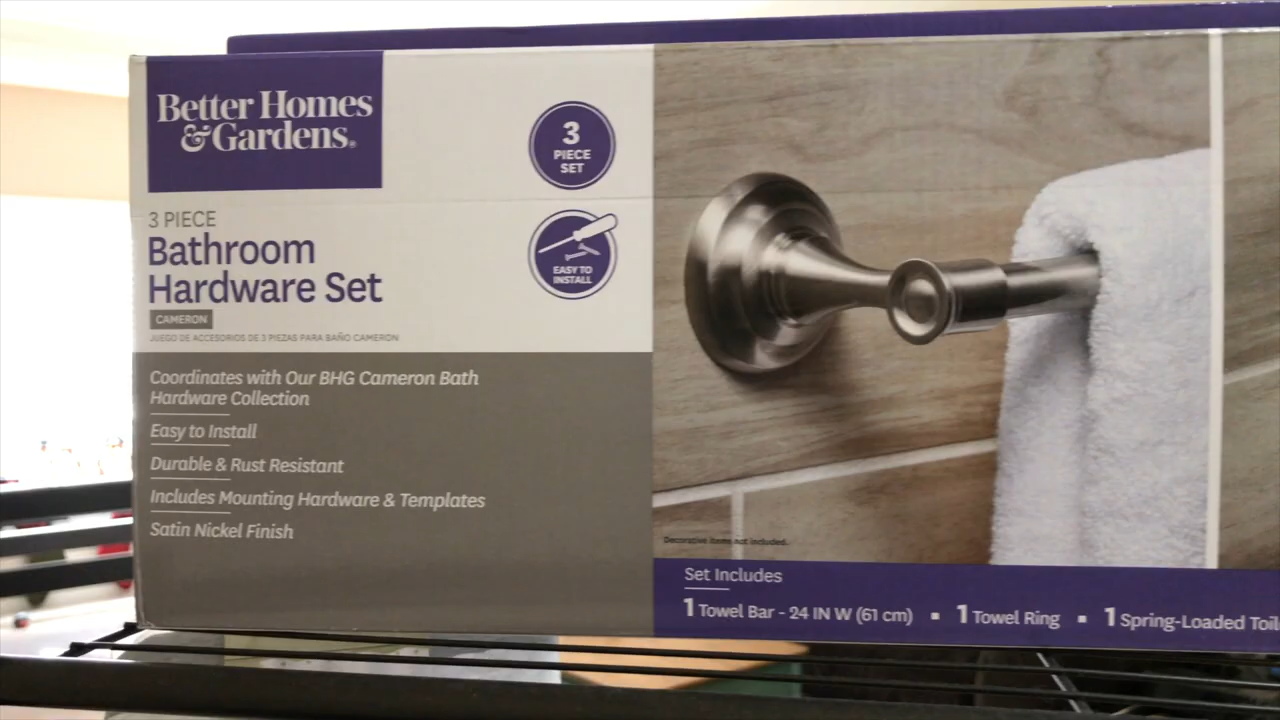 Better Homes
& Gardens®
3 PIECE
Bathroom
Hardware Set
CAMERON
JUEGO DE ACCESORIOS DE 3 PIEZAS PARA BAÑO CAMERON
3
PIECE
SET
EASY TO
INSTALL
Coordinates with Our BHG Cameron Bath
Hardware Collection
Easy to Install
Durable & Rust Resistant
Includes Mounting Hardware & Templates
Satin Nickel Finish
Decorative items not included.
Set Includes
1 Towel Bar - 24 IN W (61 cm) ▪ 1 Towel Ring ▪ 1 Spring-Loaded